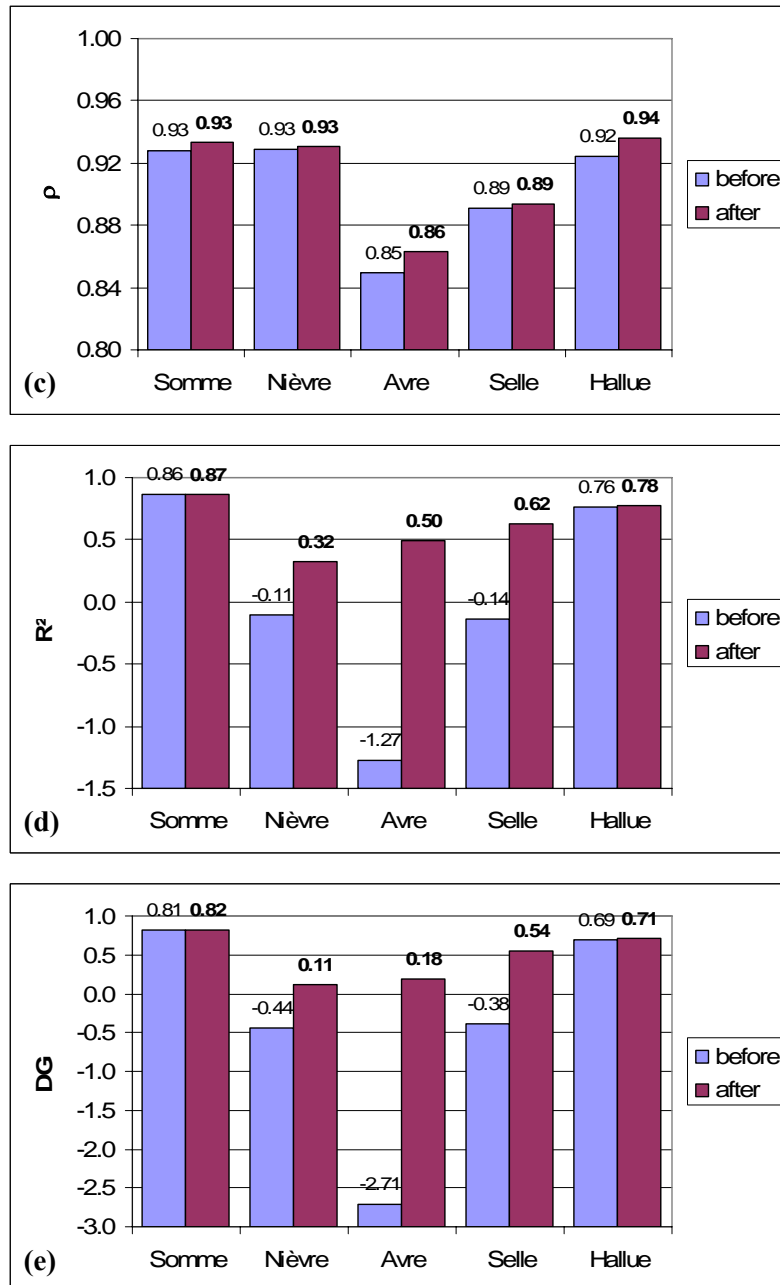 1.00
0.96
0.92
0.88
0.84
0.80
ρ
0.93 0.93 0.93 0.93 0.85 0.86 0.89 0.89 0.92 0.94
before
after
(c) Somme Nièvre Avre Selle Hallue
1.0
0.5
0.0
-0.5
-1.0
-1.5
R²
0.86 0.87 -0.11 0.32 -1.27 0.50 -0.14 0.62 0.76 0.78
before
after
(d) Somme Nièvre Avre Selle Hallue
1.0
0.5
0.0
-0.5
-1.0
-1.5
-2.0
-2.5
-3.0
DG
0.81 0.82 -0.44 0.11 -2.71 0.18 -0.38 0.54 0.69 0.71
before
after
(e) Somme Nièvre Avre Selle Hallue